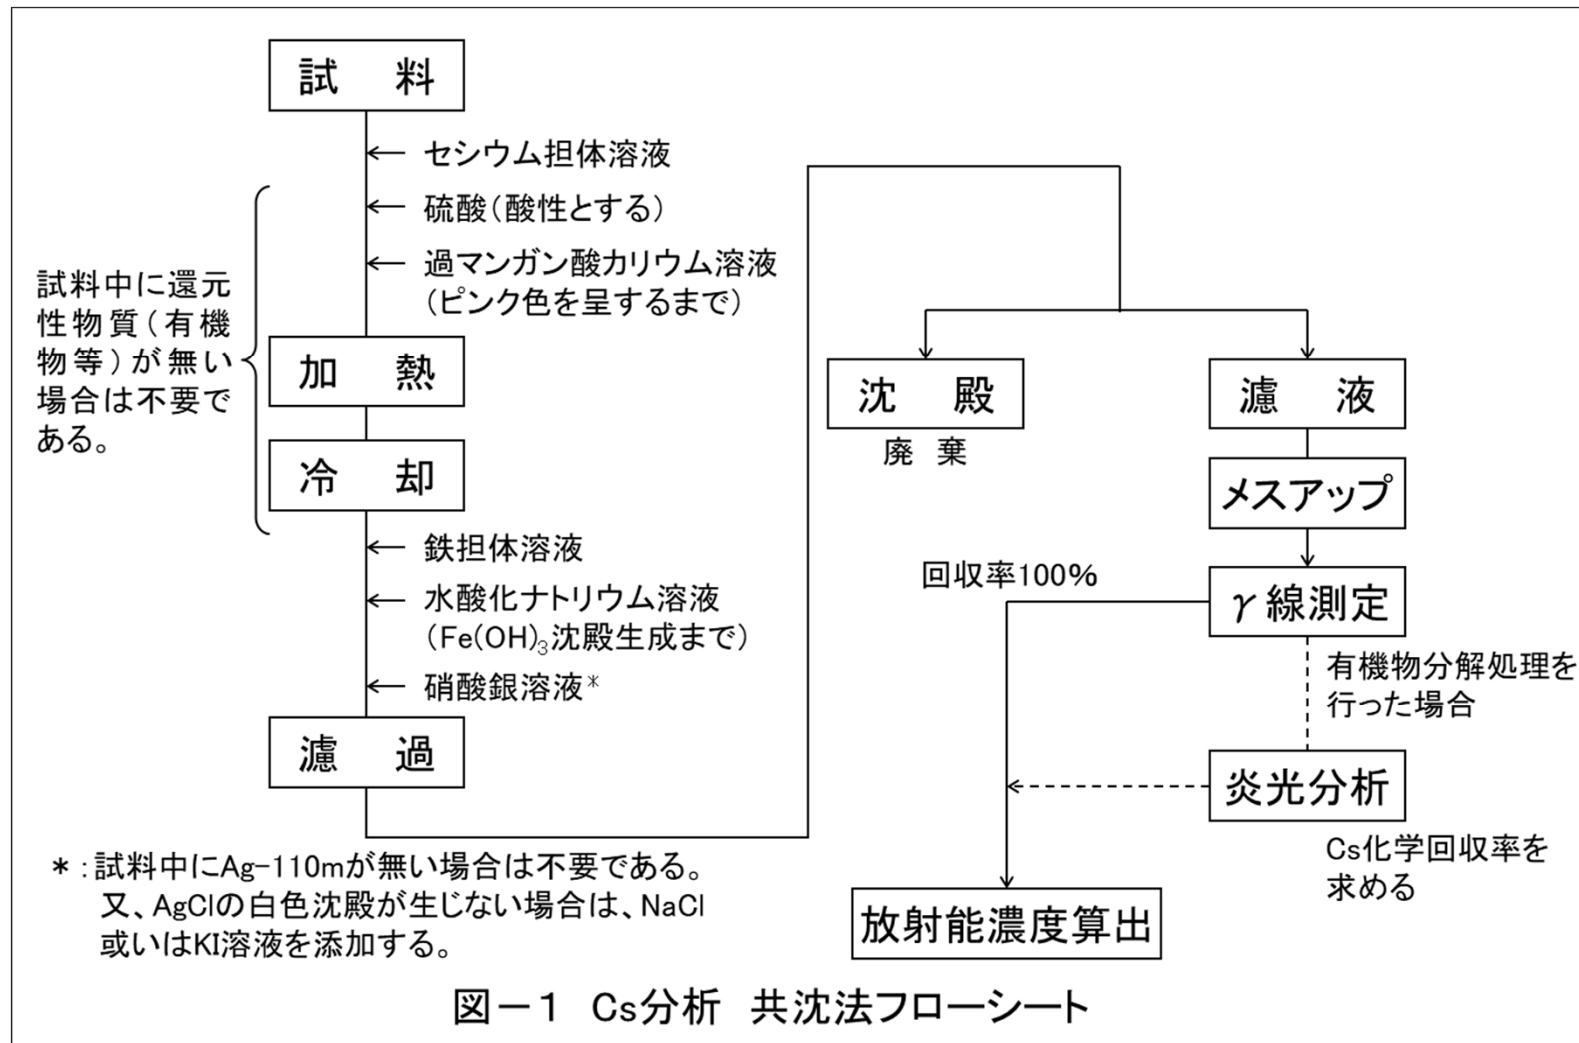 試 料
セシウム担体溶液
硫酸（酸性とする）
過マンガン酸カリウム溶液
（ピンク色を呈するまで）
試料中に還元
性物質（有機
物等）が無い
場合は不要で
ある。
加 熱
冷 却
鉄担体溶液
水酸化ナトリウム溶液
（Fe(OH)₃沈殿生成まで）
硝酸銀溶液*
濾 過
沈 殿
廃 棄
濾 液
メスアップ
γ線測定
回収率100%
有機物分解処理を
行った場合
炎光分析
Cs化学回収率を
求める
放射能濃度算出
*：試料中にAg-110mが無い場合は不要である。
又、AgClの白色沈殿が生じない場合は、NaCl
或いはKI溶液を添加する。
図－1 Cs分析 共沈法フローシート